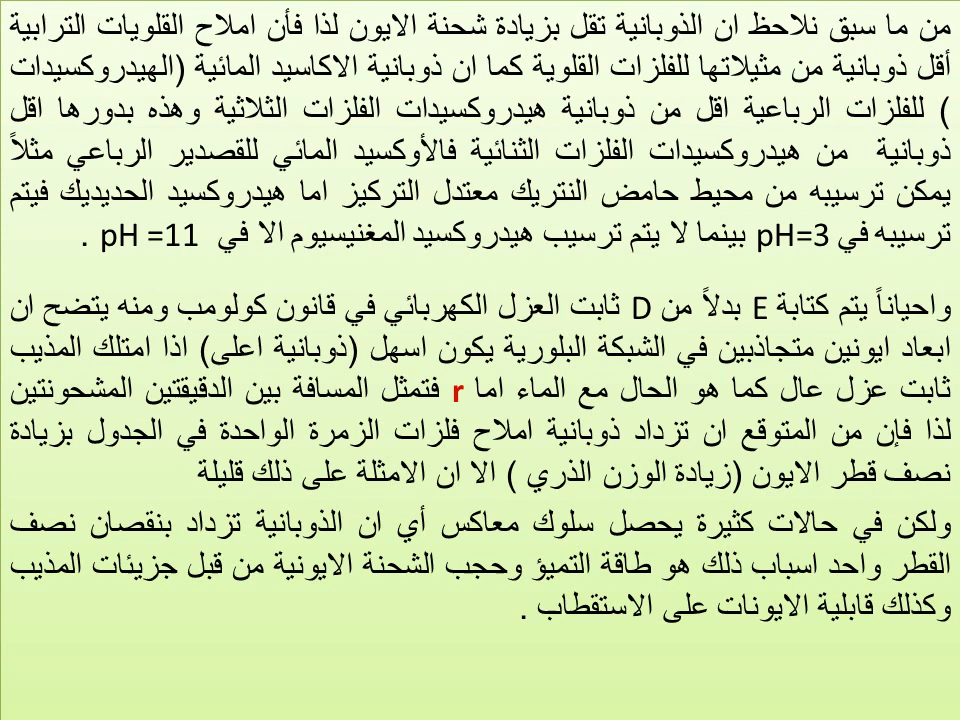 من ما سبق نلاحظ ان الذوبانية تقل بزيادة شحنة الايون لذا فأن املاح القلويات الترابية
أقل ذوبانية من مثيلاتها للفلزات القلوية كما ان ذوبانية الاكاسيد المائية (الهيدروكسيدات
) للفلزات الرباعية اقل من ذوبانية هيدروكسيدات الفلزات الثلاثية وهذه بدورها اقل
ذوبانية من هيدروكسيدات الفلزات الثنائية فالأوكسيد المائي للقصدير الرباعي مثلاً
يمكن ترسيبه من محيط حامض النتريك معتدل التركيز اما هيدروكسيد الحديديك فيتم
ترسيبه في pH=3 بينما لا يتم ترسيب هيدروكسيد المغنيسيوم الا في pH =11 .
واحياناً يتم كتابة E بدلاً من D ثابت العزل الكهربائي في قانون كولومب ومنه يتضح ان
ابعاد ايونين متجاذبين في الشبكة البلورية يكون اسهل (ذوبانية اعلى) اذا امتلك المذيب
ثابت عزل عال كما هو الحال مع الماء اما r فتمثل المسافة بين الدقيقتين المشحونتين
لذا فإن من المتوقع ان تزداد ذوبانية املاح فلزات الزمرة الواحدة في الجدول بزيادة
نصف قطر الايون (زيادة الوزن الذري ) الا ان الامثلة على ذلك قليلة
ولكن في حالات كثيرة يحصل سلوك معاكس أي ان الذوبانية تزداد بنقصان نصف
القطر واحد اسباب ذلك هو طاقة التميؤ وحجب الشحنة الايونية من قبل جزيئات المذيب
وكذلك قابلية الايونات على الاستقطاب .